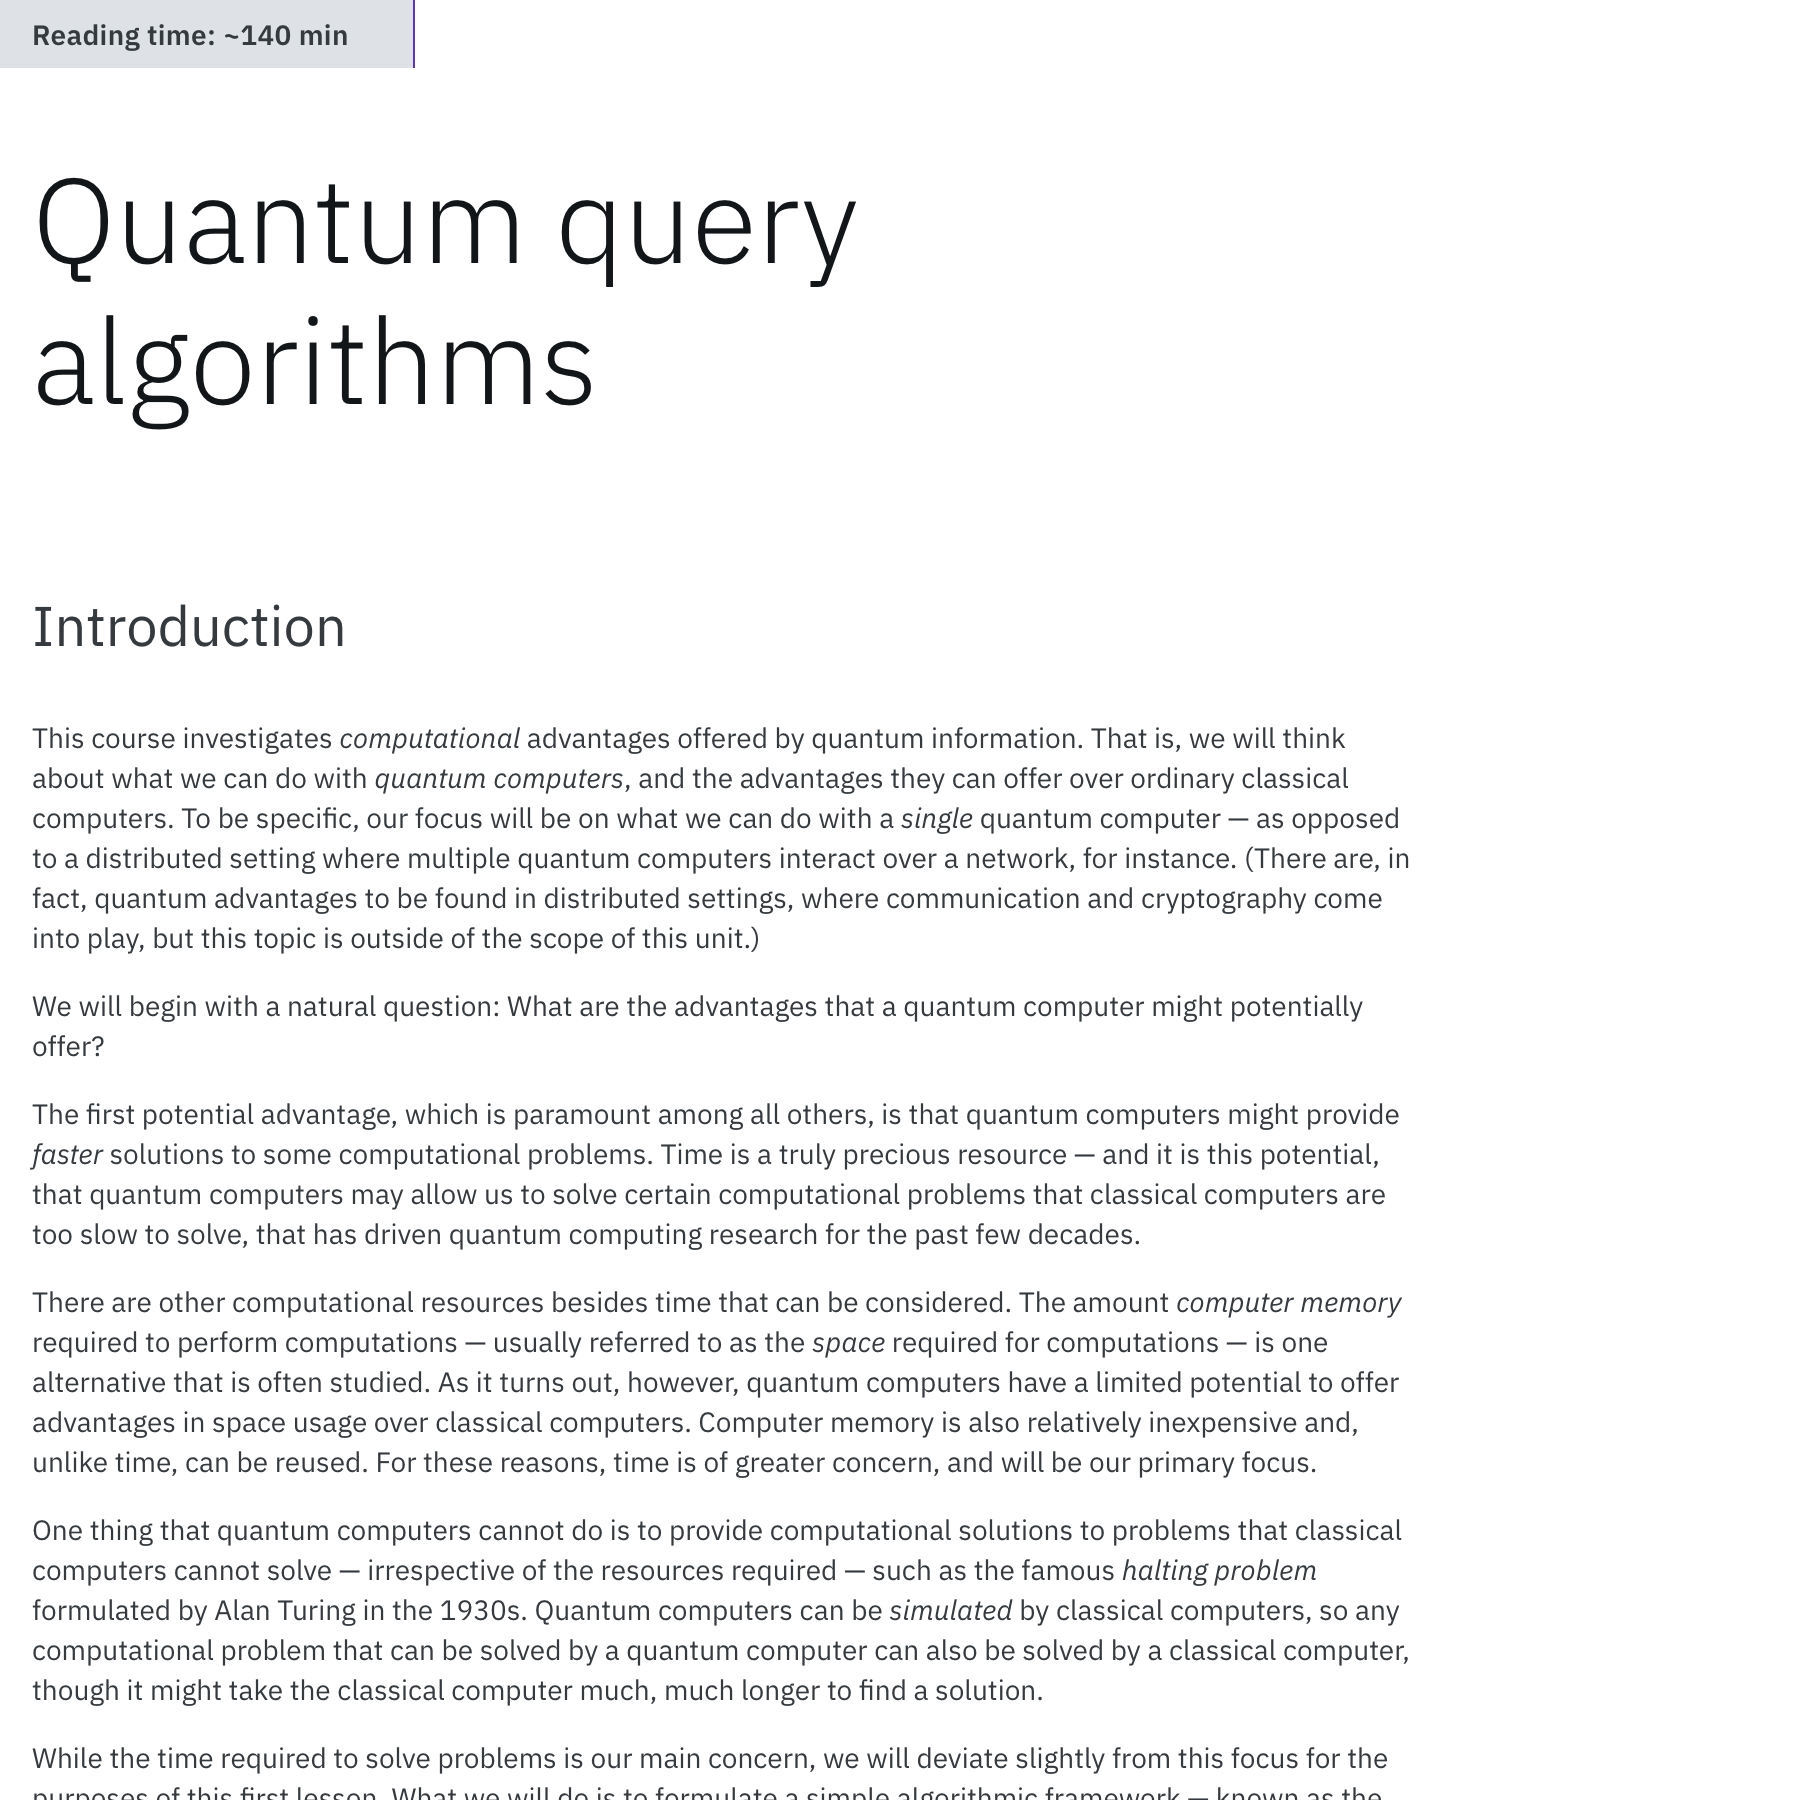 Reading time: ~140 min
Quantum query
algorithms
Introduction
This course investigates computational advantages offered by quantum information. That is, we will think
about what we can do with quantum computers, and the advantages they can offer over ordinary classical
computers. To be specific, our focus will be on what we can do with a single quantum computer — as opposed
to a distributed setting where multiple quantum computers interact over a network, for instance. (There are, in
fact, quantum advantages to be found in distributed settings, where communication and cryptography come
into play, but this topic is outside of the scope of this unit.)
We will begin with a natural question: What are the advantages that a quantum computer might potentially
offer?
The first potential advantage, which is paramount among all others, is that quantum computers might provide
faster solutions to some computational problems. Time is a truly precious resource — and it is this potential,
that quantum computers may allow us to solve certain computational problems that classical computers are
too slow to solve, that has driven quantum computing research for the past few decades.
There are other computational resources besides time that can be considered. The amount computer memory
required to perform computations — usually referred to as the space required for computations — is one
alternative that is often studied. As it turns out, however, quantum computers have a limited potential to offer
advantages in space usage over classical computers. Computer memory is also relatively inexpensive and,
unlike time, can be reused. For these reasons, time is of greater concern, and will be our primary focus.
One thing that quantum computers cannot do is to provide computational solutions to problems that classical
computers cannot solve — irrespective of the resources required — such as the famous halting problem
formulated by Alan Turing in the 1930s. Quantum computers can be simulated by classical computers, so any
computational problem that can be solved by a quantum computer can also be solved by a classical computer,
though it might take the classical computer much, much longer to find a solution.
While the time required to solve problems is our main concern, we will deviate slightly from this focus for the
purposes of this first lesson. What we will do is to formulate a simple algorithmic framework — known as the